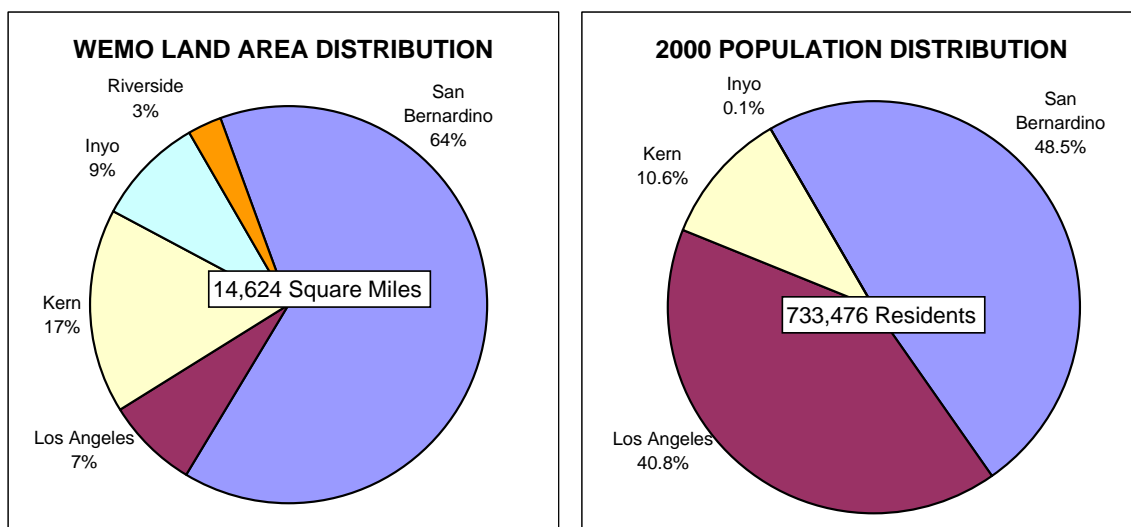 WEMO LAND AREA DISTRIBUTION
Riverside
3%
San
Bernardino
64%
Inyo
9%
14,624 Square Miles
Kern
17%
Los Angeles
7%
2000 POPULATION DISTRIBUTION
Inyo
0.1%
San
Bernardino
48.5%
Kern
10.6%
733,476 Residents
Los Angeles
40.8%